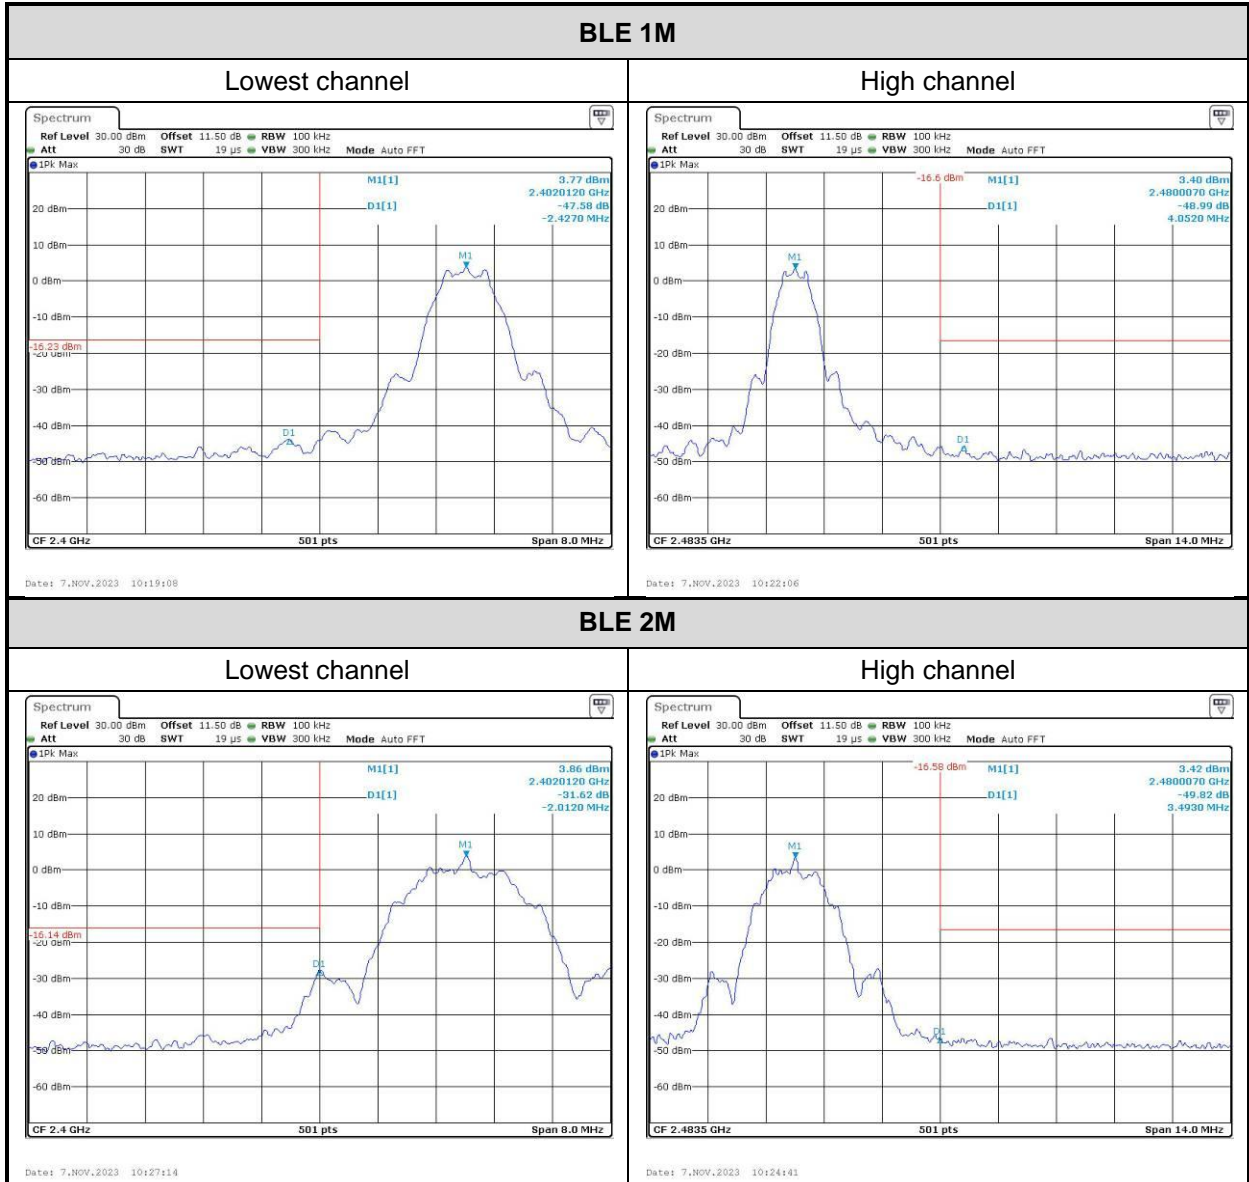 BLE 1M
Lowest channel
High channel
Spectrum
Ref Level 30.00 dBm Offset 11.50 dB RBW 100 kHz
Att 30 dB SWT 19 µs VBW 300 kHz Mode Auto FFT
1Pk Max
M1[1] 3.77 dBm
2.4020120 GHz
D1[1] -47.58 dB
-2.4270 MHz
20 dBm
10 dBm
M1
0 dBm
-10 dBm
-16.23 dBm
-20 dBm
-30 dBm
-40 dBm
D1
-50 dBm
-60 dBm
CF 2.4 GHz 501 pts Span 8.0 MHz
Date: 7.NOV.2023 10:19:08
Spectrum
Ref Level 30.00 dBm Offset 11.50 dB RBW 100 kHz
Att 30 dB SWT 19 µs VBW 300 kHz Mode Auto FFT
1Pk Max
-16.6 dBm M1[1] 3.40 dBm
2.4800070 GHz
D1[1] -48.99 dB
4.0520 MHz
20 dBm
10 dBm
M1
0 dBm
-10 dBm
-20 dBm
-30 dBm
-40 dBm
D1
-50 dBm
-60 dBm
CF 2.4835 GHz 501 pts Span 14.0 MHz
Date: 7.NOV.2023 10:22:06
BLE 2M
Lowest channel
High channel
Spectrum
Ref Level 30.00 dBm Offset 11.50 dB RBW 100 kHz
Att 30 dB SWT 19 µs VBW 300 kHz Mode Auto FFT
1Pk Max
M1[1] 3.86 dBm
2.4020120 GHz
D1[1] -31.62 dB
-2.0120 MHz
20 dBm
10 dBm
M1
0 dBm
-10 dBm
-16.14 dBm
-20 dBm
D1
-30 dBm
-40 dBm
-50 dBm
-60 dBm
CF 2.4 GHz 501 pts Span 8.0 MHz
Date: 7.NOV.2023 10:27:14
Spectrum
Ref Level 30.00 dBm Offset 11.50 dB RBW 100 kHz
Att 30 dB SWT 19 µs VBW 300 kHz Mode Auto FFT
1Pk Max
-16.58 dBm M1[1] 3.42 dBm
2.4800070 GHz
D1[1] -49.82 dB
3.4930 MHz
20 dBm
10 dBm
M1
0 dBm
-10 dBm
-20 dBm
-30 dBm
-40 dBm
D1
-50 dBm
-60 dBm
CF 2.4835 GHz 501 pts Span 14.0 MHz
Date: 7.NOV.2023 10:24:41